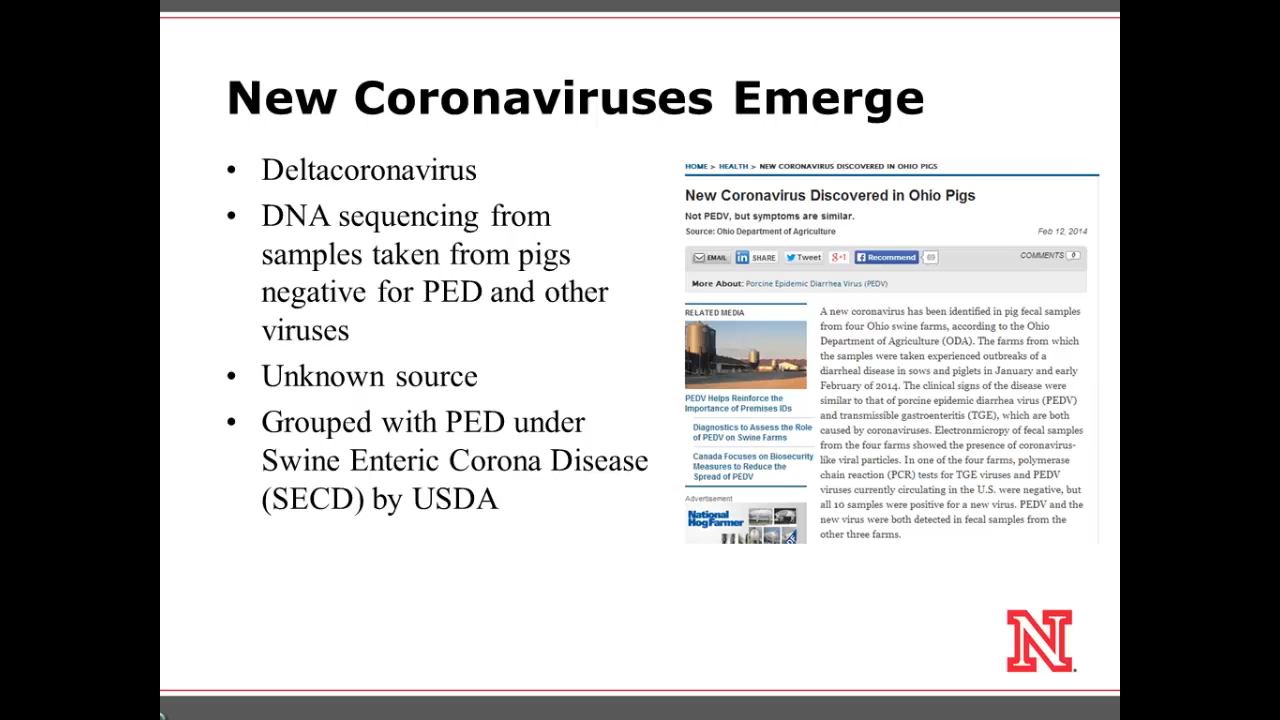 New Coronaviruses Emerge
• Deltacoronavirus
• DNA sequencing from
samples taken from pigs
negative for PED and other
viruses
• Unknown source
• Grouped with PED under
Swine Enteric Corona Disease
(SECD) by USDA
HOME > HEALTH > NEW CORONAVIRUS DISCOVERED IN OHIO PIGS
New Coronavirus Discovered in Ohio Pigs
Not PEDV, but symptoms are similar.
Source: Ohio Department of Agriculture Feb 12, 2014
EMAIL in SHARE Tweet g+1 f Recommend 69 COMMENTS 0
More About: Porcine Epidemic Diarrhea Virus (PEDV)
RELATED MEDIA
PEDV Helps Reinforce the
Importance of Premises IDs
Diagnostics to Assess the Role
of PEDV on Swine Farms
Canada Focuses on Biosecurity
Measures to Reduce the
Spread of PEDV
Advertisement
National
Hog Farmer
A new coronavirus has been identified in pig fecal samples
from four Ohio swine farms, according to the Ohio
Department of Agriculture (ODA). The farms from which
the samples were taken experienced outbreaks of a
diarrheal disease in sows and piglets in January and early
February of 2014. The clinical signs of the disease were
similar to that of porcine epidemic diarrhea virus (PEDV)
and transmissible gastroenteritis (TGE), which are both
caused by coronaviruses. Electronmicropy of fecal samples
from the four farms showed the presence of coronavirus-
like viral particles. In one of the four farms, polymerase
chain reaction (PCR) tests for TGE viruses and PEDV
viruses currently circulating in the U.S. were negative, but
all 10 samples were positive for a new virus. PEDV and the
new virus were both detected in fecal samples from the
other three farms.
N